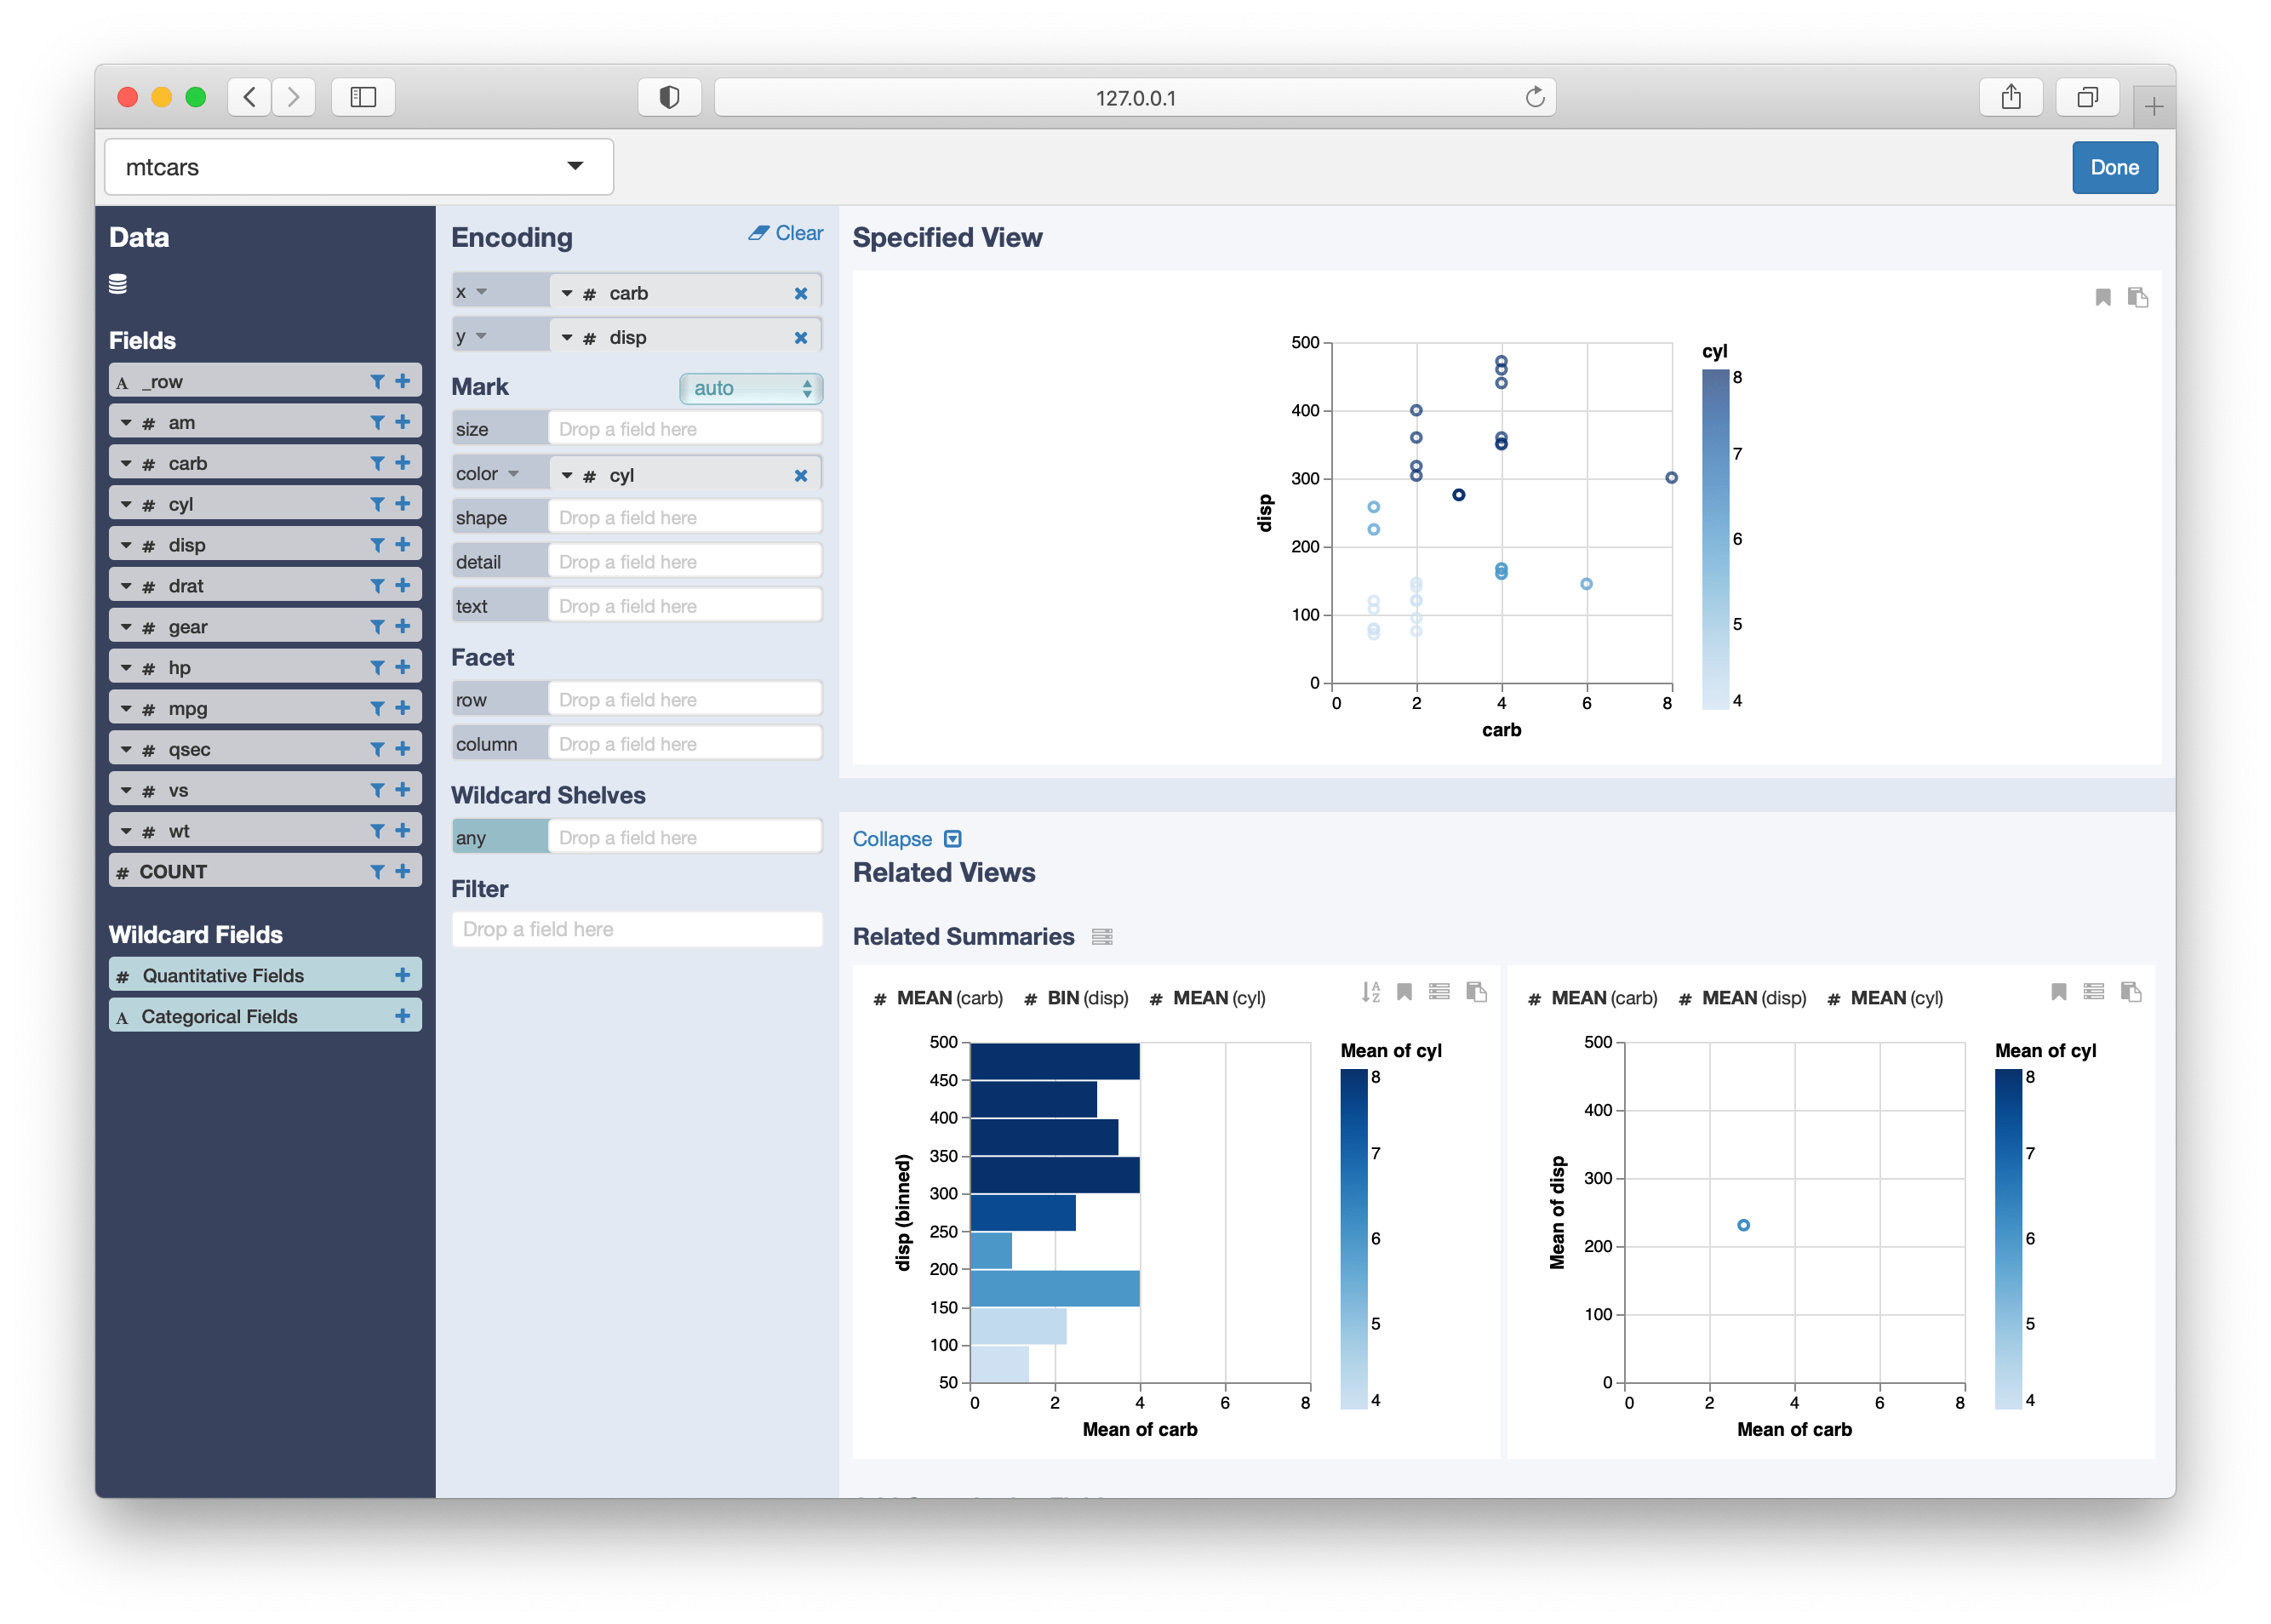 127.0.0.1
mtcars
Done
Data
Fields
A _row
# am
# carb
# cyl
# disp
# drat
# gear
# hp
# mpg
# qsec
# vs
# wt
# COUNT
Wildcard Fields
# Quantitative Fields
A Categorical Fields
Encoding
Clear
x # carb
y # disp
Mark
auto
size Drop a field here
color # cyl
shape Drop a field here
detail Drop a field here
text Drop a field here
Facet
row Drop a field here
column Drop a field here
Wildcard Shelves
any Drop a field here
Filter
Drop a field here
Specified View
500
400
300
200
100
0
disp
0 2 4 6 8
carb
cyl
8
7
6
5
4
Collapse
Related Views
Related Summaries
# MEAN (carb) # BIN (disp) # MEAN (cyl)
500
450
400
350
300
250
200
150
100
50
disp (binned)
0 2 4 6 8
Mean of carb
Mean of cyl
8
7
6
5
4
# MEAN (carb) # MEAN (disp) # MEAN (cyl)
500
400
300
200
100
0
Mean of disp
0 2 4 6 8
Mean of carb
Mean of cyl
8
7
6
5
4